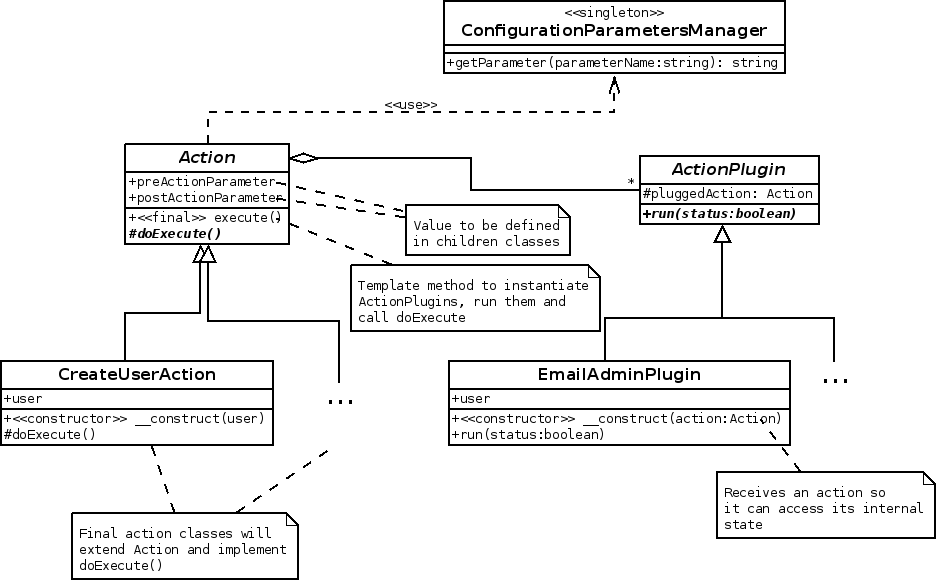 <<singleton>>
ConfigurationParametersManager
+getParameter(parameterName:string): string
<<use>>
Action
+preActionParameter
+postActionParameter
+<<final>> execute()
#doExecute()
*
ActionPlugin
#pluggedAction: Action
+run(status:boolean)
Value to be defined
in children classes
Template method to instantiate
ActionPlugins, run them and
call doExecute
CreateUserAction
+user
+<<constructor>> __construct(user)
#doExecute()
...
EmailAdminPlugin
+user
+<<constructor>> __construct(action:Action)
+run(status:boolean)
...
Receives an action so
it can access its internal
state
Final action classes will
extend Action and implement
doExecute()